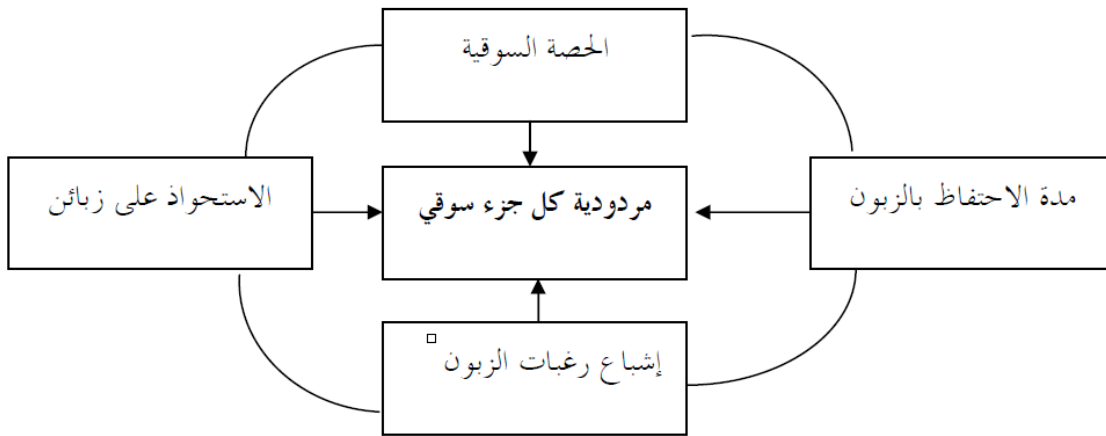 الحصة السوقية
مدة الاحتفاظ بالزبون
مردودية كل جزء سوقي
الاستحواذ على زبائن
إشباع رغبات الزبون